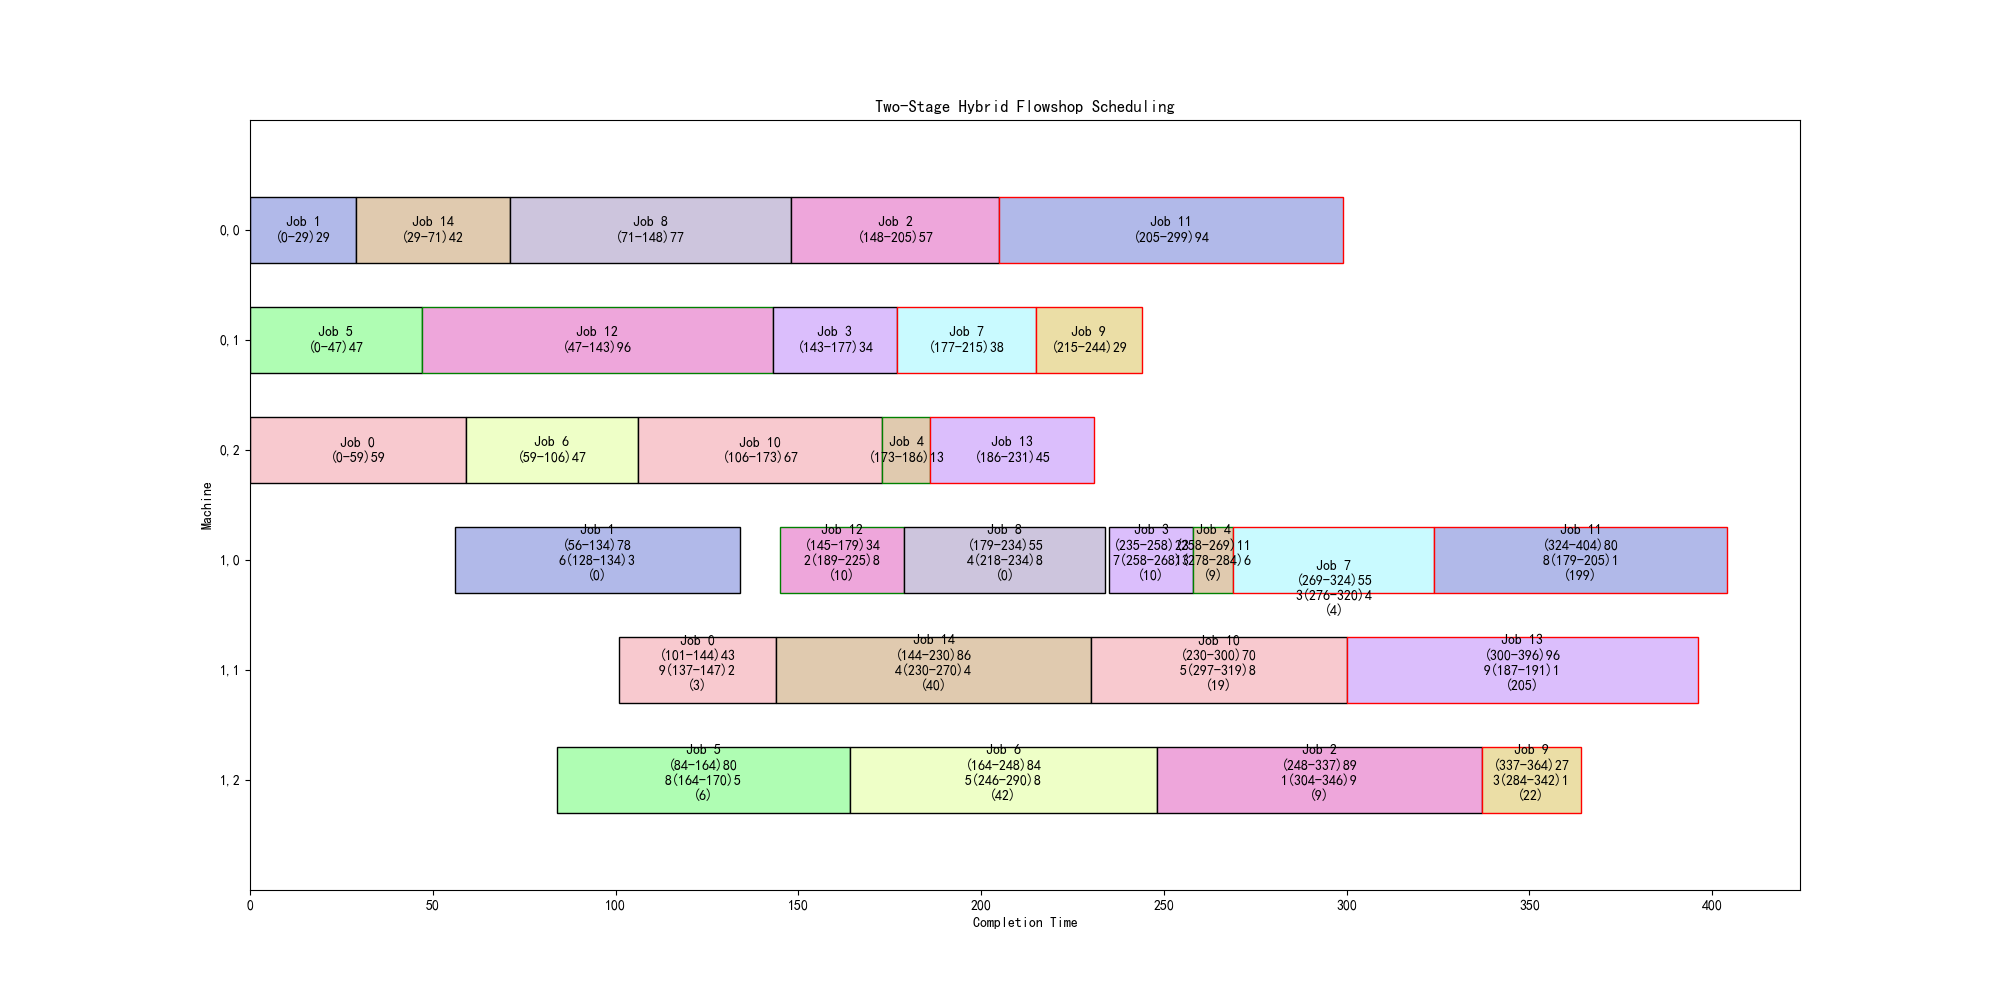 Two-Stage Hybrid Flowshop Scheduling
0,0
Job 1
(0-29)29
Job 14
(29-71)42
Job 8
(71-148)77
Job 2
(148-205)57
Job 11
(205-299)94
0,1
Job 5
(0-47)47
Job 12
(47-143)96
Job 3
(143-177)34
Job 7
(177-215)38
Job 9
(215-244)29
0,2
Job 0
(0-59)59
Job 6
(59-106)47
Job 10
(106-173)67
Job 4
(173-186)13
Job 13
(186-231)45
Machine
1,0
Job 1
(56-134)78
6(128-134)3
(0)
Job 12
(145-179)34
2(189-225)8
(10)
Job 8
(179-234)55
4(218-234)8
(0)
Job 3
(235-258)23
7(258-268)3
(10)
Job 4
(258-269)11
(278-284)6
(9)
Job 7
(269-324)55
3(276-320)4
(4)
Job 11
(324-404)80
8(179-205)1
(199)
1,1
Job 0
(101-144)43
9(137-147)2
(3)
Job 14
(144-230)86
4(230-270)4
(40)
Job 10
(230-300)70
5(297-319)8
(19)
Job 13
(300-396)96
9(187-191)1
(205)
1,2
Job 5
(84-164)80
8(164-170)5
(6)
Job 6
(164-248)84
5(246-290)8
(42)
Job 2
(248-337)89
1(304-346)9
(9)
Job 9
(337-364)27
3(284-342)1
(22)
0
50
100
150
200
250
300
350
400
Completion Time